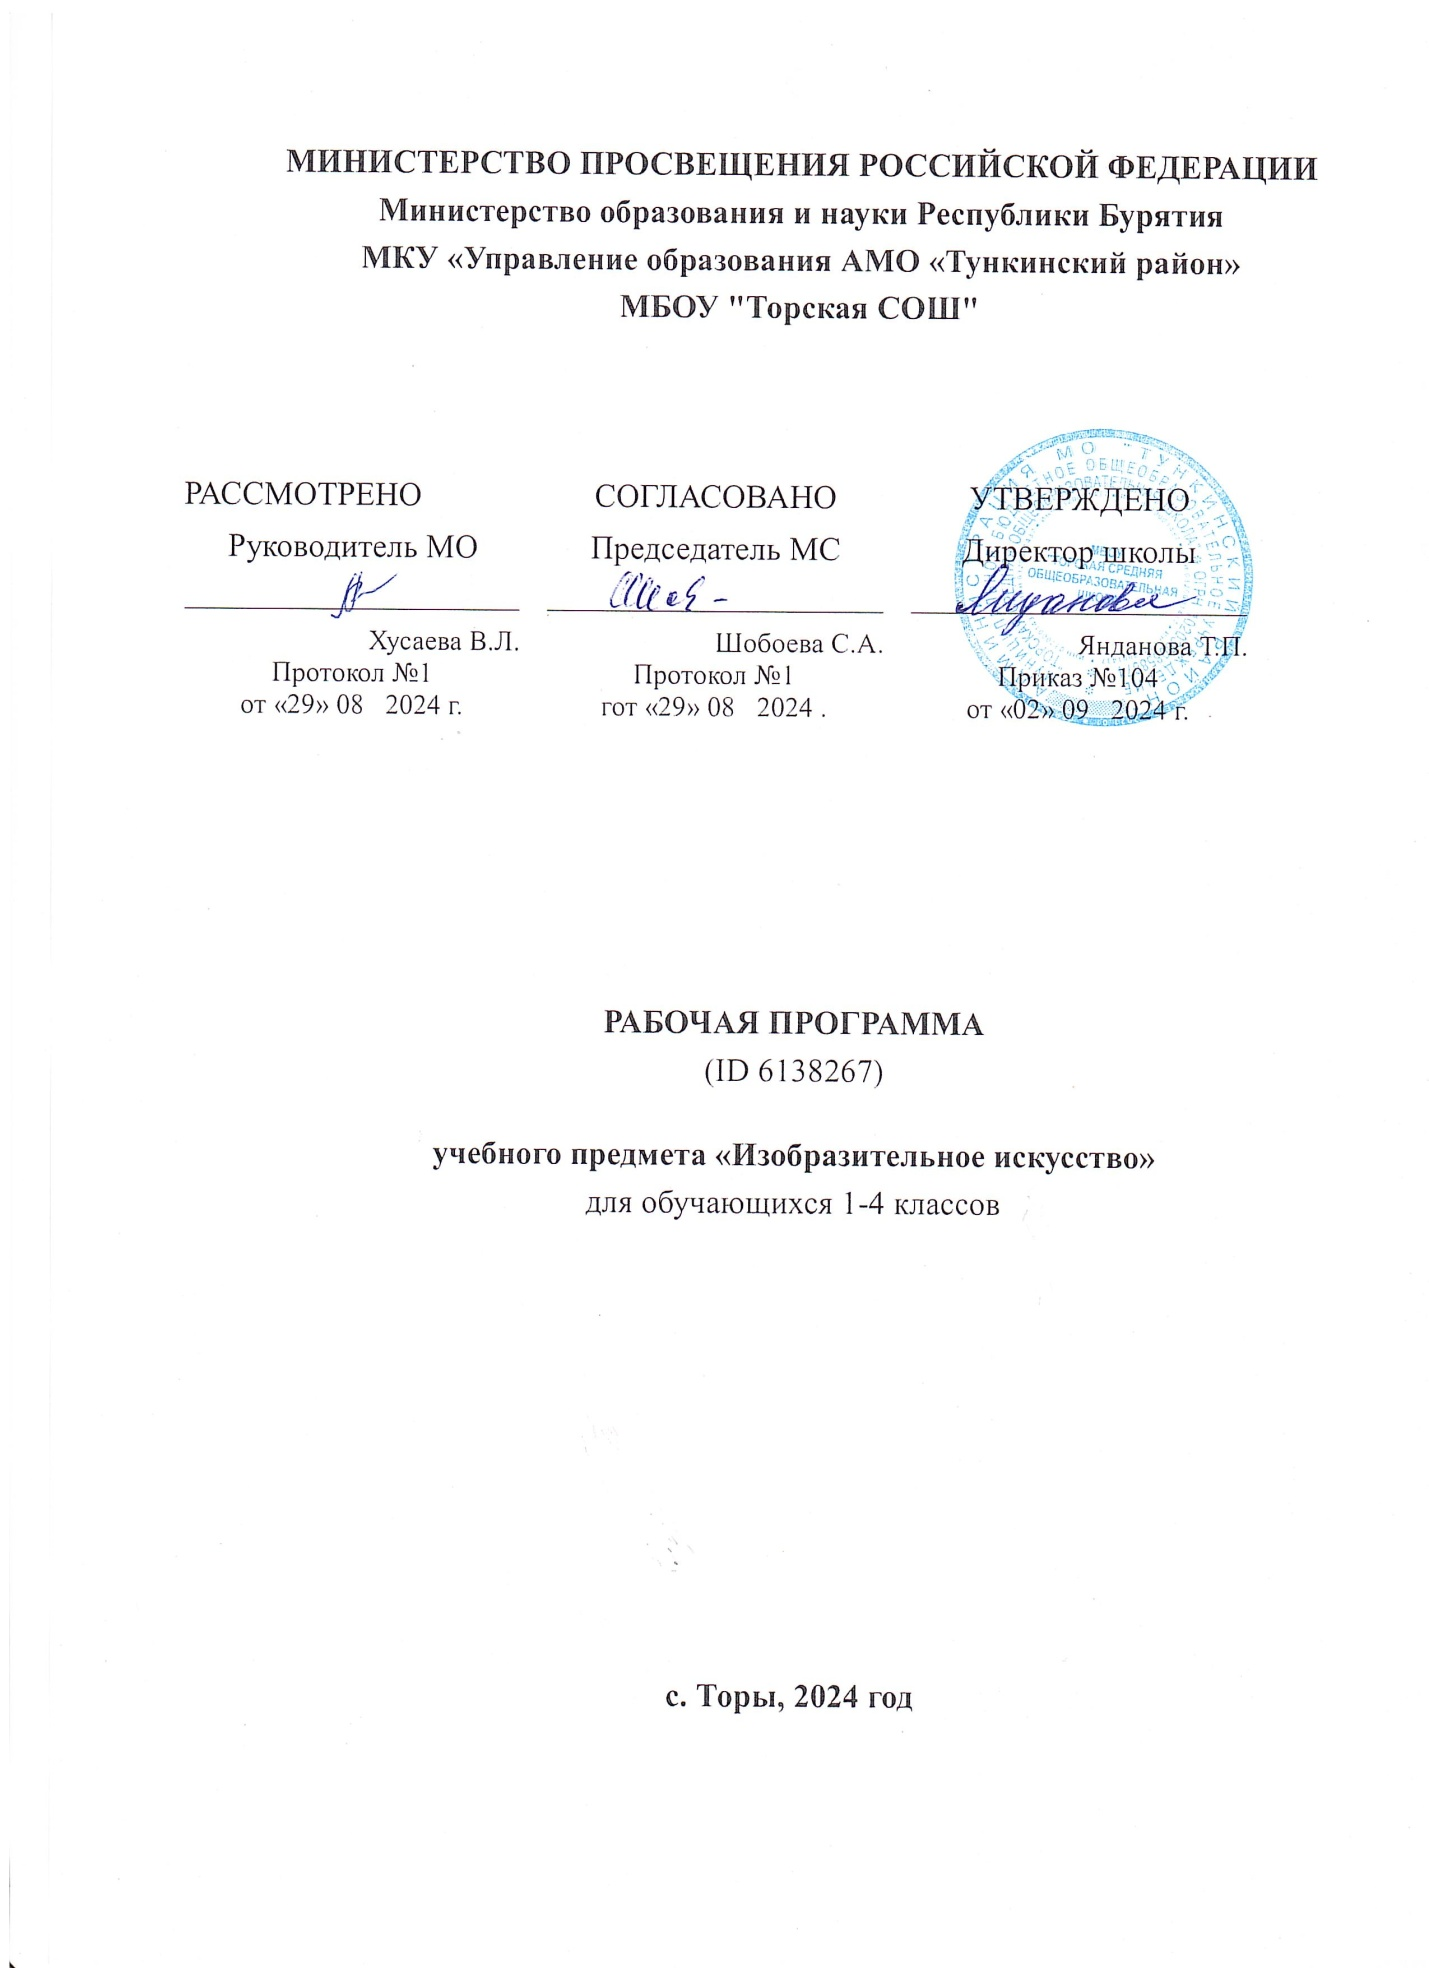 МИНИСТЕРСТВО ПРОСВЕЩЕНИЯ РОССИЙСКОЙ ФЕДЕРАЦИИ
Министерство образования и науки Республики Бурятия
МКУ «Управление образования АМО «Тункинский район»
МБОУ "Торская СОШ"
РАССМОТРЕНО
Руководитель МО
Хусаева В.Л.
Протокол №1
от «29» 08 2024 г.
СОГЛАСОВАНО
Председатель МС
Шобоева С.А.
Протокол №1
гот «29» 08 2024 .
УТВЕРЖДЕНО
Директор школы
Янданова Т.П.
Приказ №104
от «02» 09 2024 г.
ТОРСКАЯ СРЕДНЯЯ
ОБЩЕОБРАЗОВАТЕЛЬНАЯ
РАБОЧАЯ ПРОГРАММА
(ID 6138267)
учебного предмета «Изобразительное искусство»
для обучающихся 1-4 классов
с. Торы, 2024 год